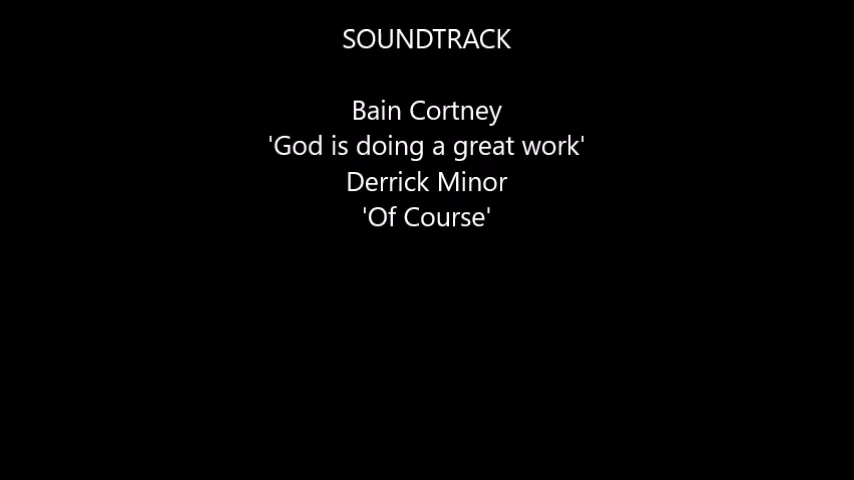 SOUNDTRACK
Bain Cortney
'God is doing a great work'
Derrick Minor
'Of Course'